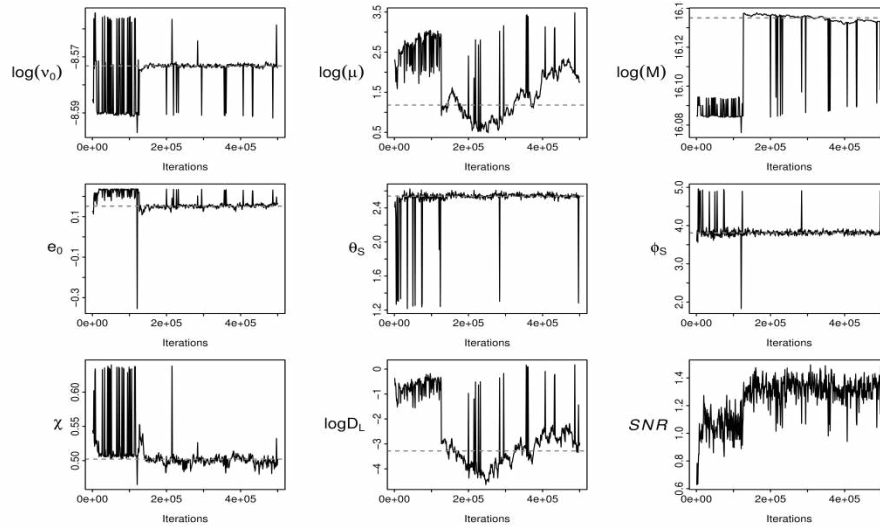 log(ν₀)
-8.57
-8.59
0e+00 2e+05 4e+05
Iterations
log(μ)
3.5
2.5
1.5
0.5
0e+00 2e+05 4e+05
Iterations
log(M)
16.1
16.12
16.10
16.08
0e+00 2e+05 4e+05
Iterations
e₀
0.1
-0.1
-0.3
0e+00 2e+05 4e+05
Iterations
θS
2.4
2.0
1.6
1.2
0e+00 2e+05 4e+05
Iterations
ϕS
5.0
4.0
3.0
2.0
0e+00 2e+05 4e+05
Iterations
χ
0.60
0.55
0.50
0e+00 2e+05 4e+05
Iterations
logDL
0
-1
-2
-3
-4
0e+00 2e+05 4e+05
Iterations
SNR
1.4
1.2
1.0
0.8
0.6
0e+00 2e+05 4e+05
Iterations